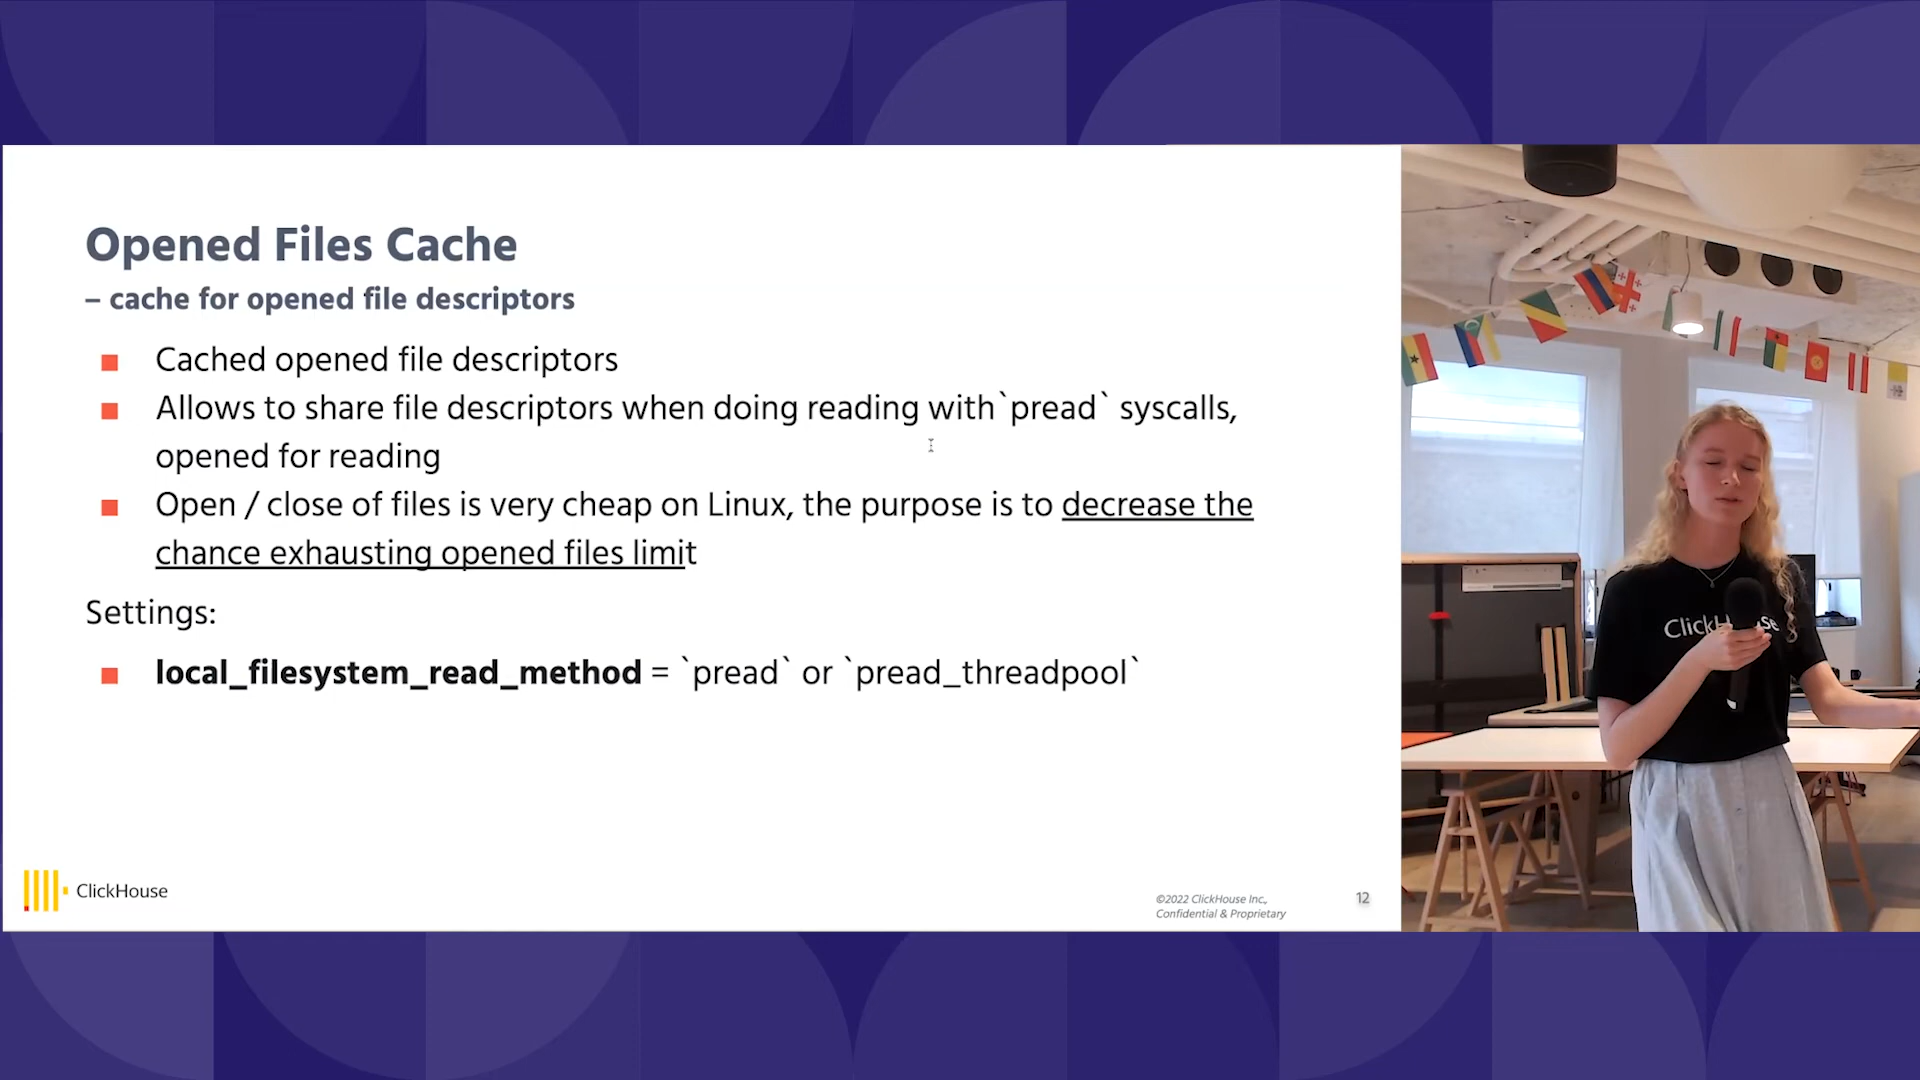 Opened Files Cache
– cache for opened file descriptors
Cached opened file descriptors
Allows to share file descriptors when doing reading with`pread` syscalls,
opened for reading
Open / close of files is very cheap on Linux, the purpose is to decrease the
chance exhausting opened files limit
Settings:
local_filesystem_read_method = `pread` or `pread_threadpool`
ClickHouse
©2022 ClickHouse Inc.,
Confidential & Proprietary
12